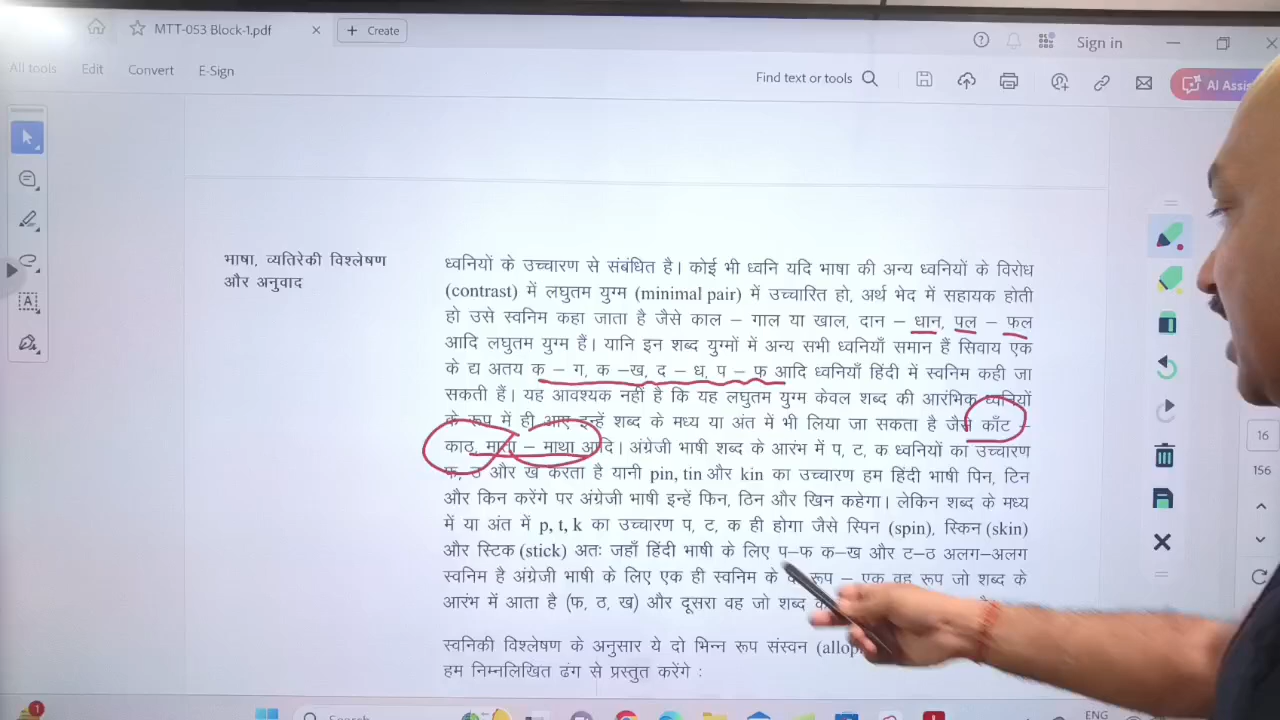 MTT-053 Block-1.pdf
Create
Sign in
All tools
Edit
Convert
E-Sign
Find text or tools
AI Assis
भाषा, व्यतिरेकी विश्लेषण
और अनुवाद
ध्वनियों के उच्चारण से संबंधित है। कोई भी ध्वनि यदि भाषा की अन्य ध्वनियों के विरोध
(contrast) में लघुतम युग्म (minimal pair) में उच्चारित हो, अर्थ भेद में सहायक होती
हो उसे स्वनिम कहा जाता है जैसे काल – गाल या खाल, दान – धान, पल – फल
आदि लघुतम युग्म हैं। यानि इन शब्द युग्मों में अन्य सभी ध्वनियाँ समान हैं सिवाय एक
के द्य अतय क – ग, क –ख, द – ध, प – फ आदि ध्वनियाँ हिंदी में स्वनिम कही जा
सकती हैं। यह आवश्यक नहीं है कि यह लघुतम युग्म केवल शब्द की आरंभिक ध्वनियों
के रूप में ही आए इन्हें शब्द के मध्य या अंत में भी लिया जा सकता है जैसे काँट –
काठ, माता – माथा आदि। अंग्रेजी भाषी शब्द के आरंभ में प, ट, क ध्वनियों का उच्चारण
फ, ठ और ख करता है यानी pin, tin और kin का उच्चारण हम हिंदी भाषी पिन, टिन
और किन करेंगे पर अंग्रेजी भाषी इन्हें फिन, ठिन और खिन कहेगा। लेकिन शब्द के मध्य
में या अंत में p, t, k का उच्चारण प, ट, क ही होगा जैसे स्पिन (spin), स्किन (skin)
और स्टिक (stick) अतः जहाँ हिंदी भाषी के लिए प–फ क–ख और ट–ठ अलग–अलग
स्वनिम है अंग्रेजी भाषी के लिए एक ही स्वनिम के रूप – एक वह रूप जो शब्द के
आरंभ में आता है (फ, ठ, ख) और दूसरा वह जो शब्द
स्वनिकी विश्लेषण के अनुसार ये दो भिन्न रूप संस्वन (allop
हम निम्नलिखित ढंग से प्रस्तुत करेंगे :
16
156
1
Search
ENG